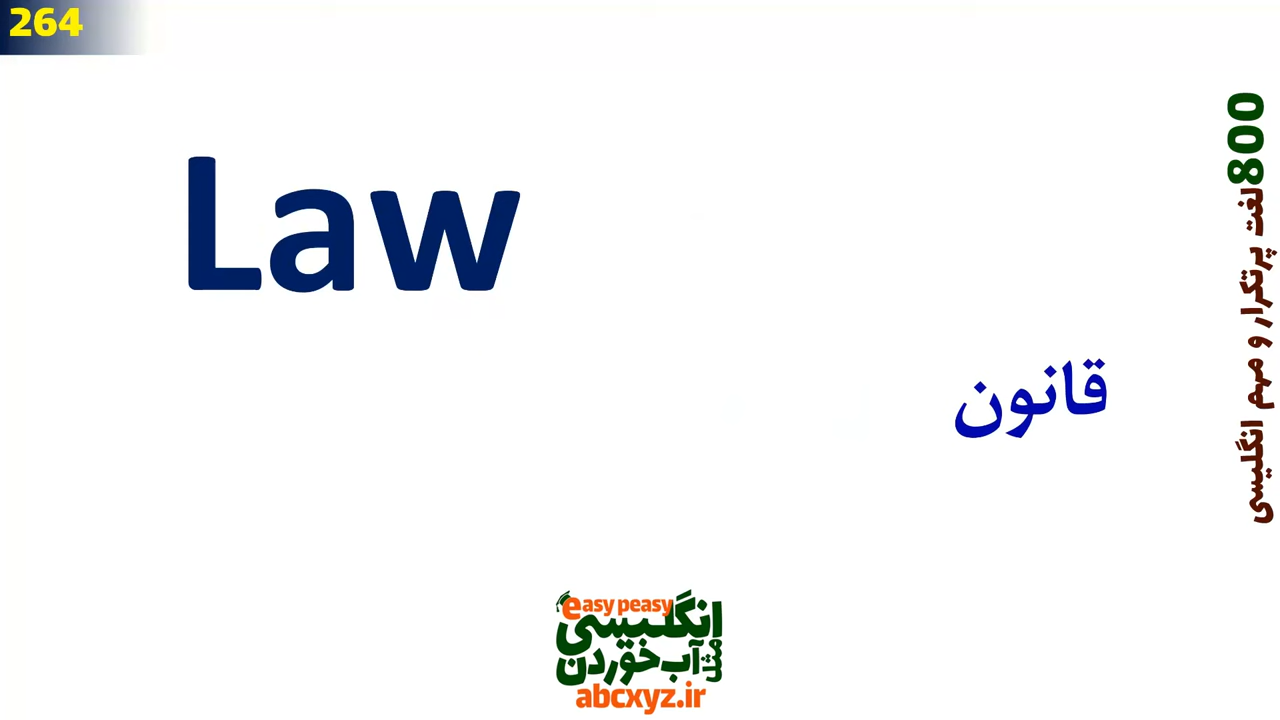 264
Law
قانون
800 لغت پرتکرار و مهم انگلیسی
easy peasy
انگلیسی
مثل آب خوردن
abcxyz.ir